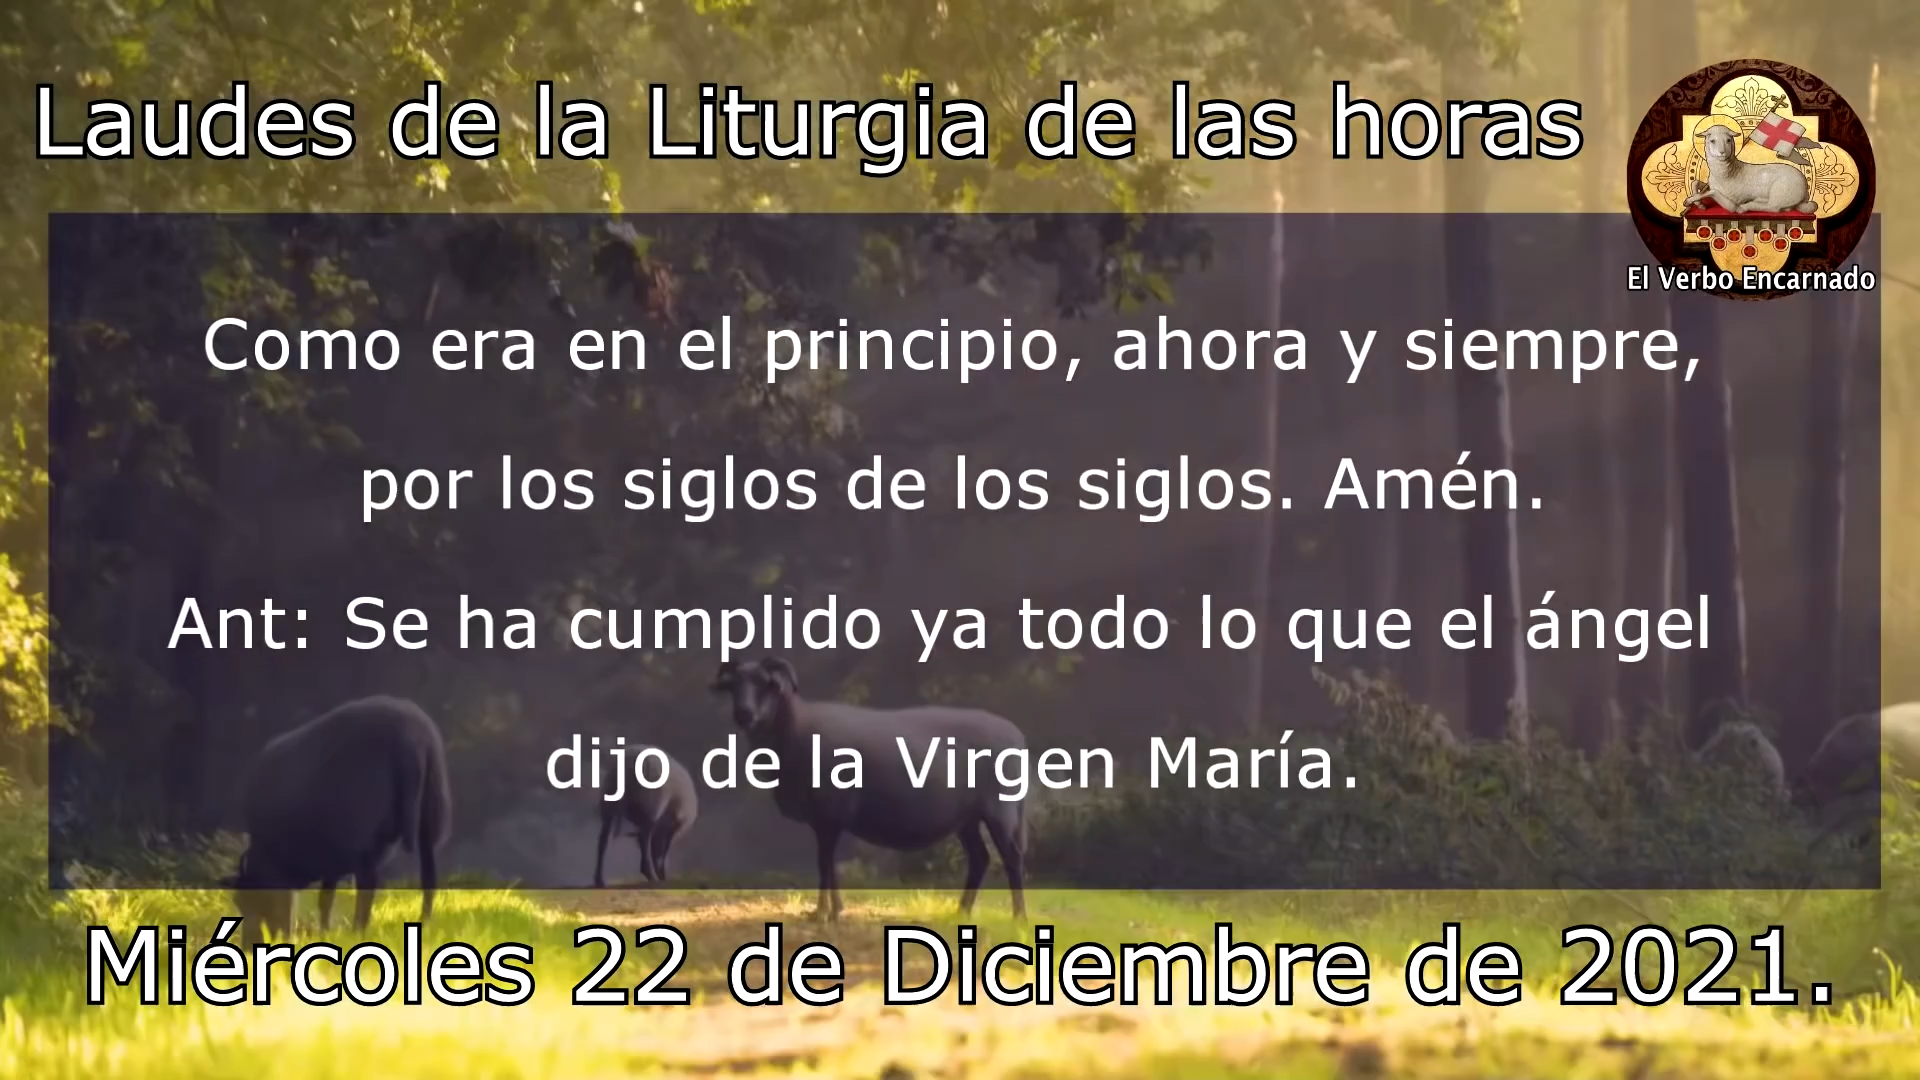 Laudes de la Liturgia de las horas
El Verbo Encarnado
Como era en el principio, ahora y siempre,
por los siglos de los siglos. Amén.
Ant: Se ha cumplido ya todo lo que el ángel
dijo de la Virgen María.
Miércoles 22 de Diciembre de 2021.